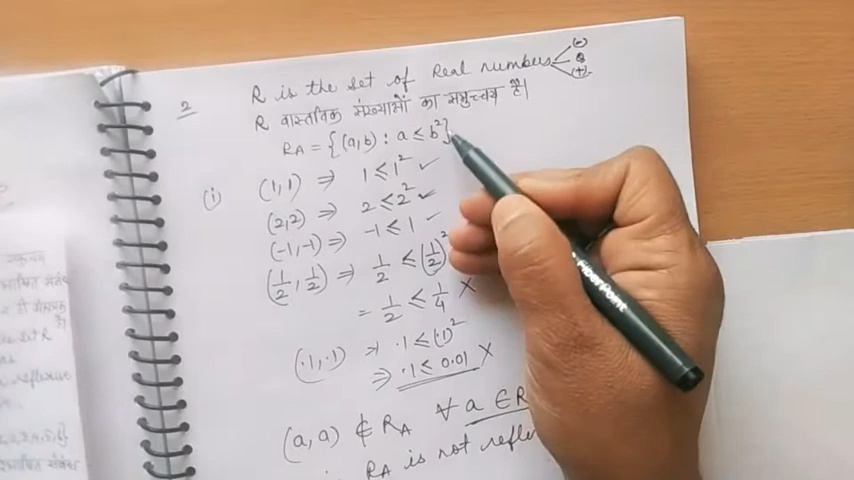 2 R is the set of Real numbers (-) 0 (+)
R वास्तविक संख्याओं का समुच्चय है।
RA = {(a,b) : a ≤ b²}
(i) (1,1) ⇒ 1 ≤ 1² ✓
(2,2) ⇒ 2 ≤ 2² ✓
(-1,-1) ⇒ -1 ≤ 1 ✓
(1/2, 1/2) ⇒ 1/2 ≤ (1/2)²
= 1/2 ≤ 1/4 ×
(.1,.1) ⇒ .1 ≤ (.1)²
⇒ .1 ≤ 0.01 ×
(a,a) ∉ RA ∀ a ∈ R
RA is not
FiberPoint